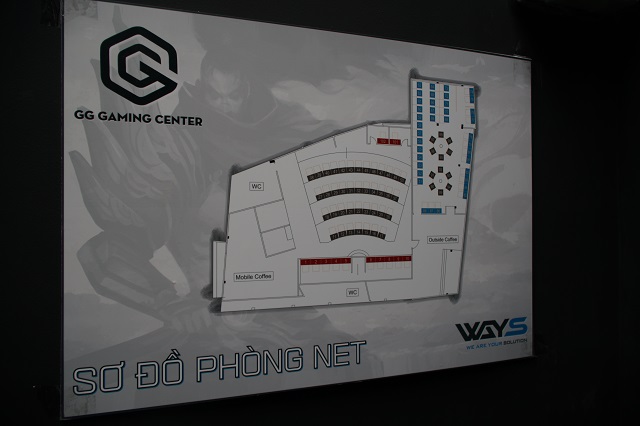 GG GAMING CENTER
WC
Outside Coffee
Mobile Coffee
WC
WAYS
WE ARE YOUR SOLUTION
SƠ ĐỒ PHÒNG NET